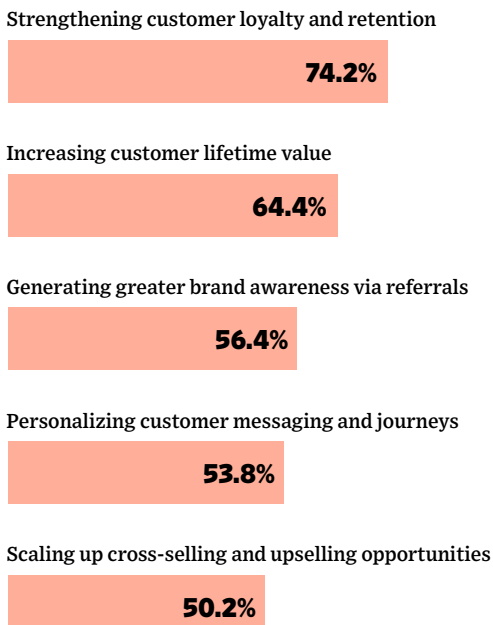 Strengthening customer loyalty and retention
74.2%
Increasing customer lifetime value
64.4%
Generating greater brand awareness via referrals
56.4%
Personalizing customer messaging and journeys
53.8%
Scaling up cross-selling and upselling opportunities
50.2%